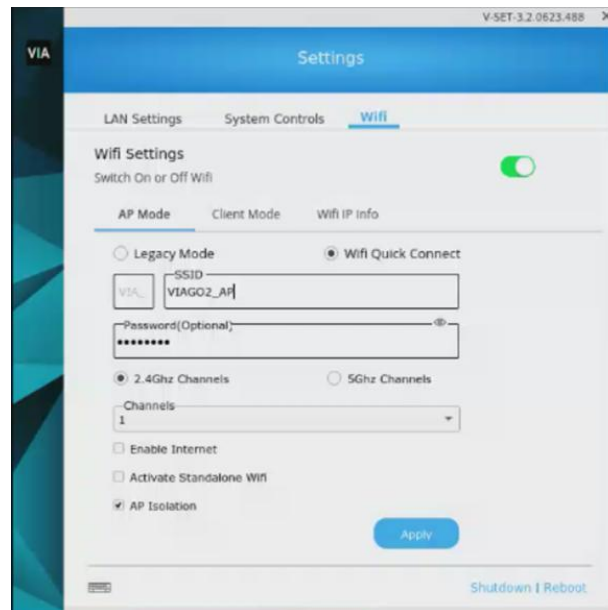 V-SET-3.2.0623.488 X
VIA
Settings
LAN Settings System Controls Wifi
Wifi Settings
Switch On or Off Wifi
AP Mode Client Mode Wifi IP Info
Legacy Mode Wifi Quick Connect
SSID
VIA_ VIAGO2_AP
Password(Optional)
••••••••
2.4Ghz Channels 5Ghz Channels
Channels
1
Enable Internet
Activate Standalone Wifi
AP Isolation
Apply
Shutdown | Reboot